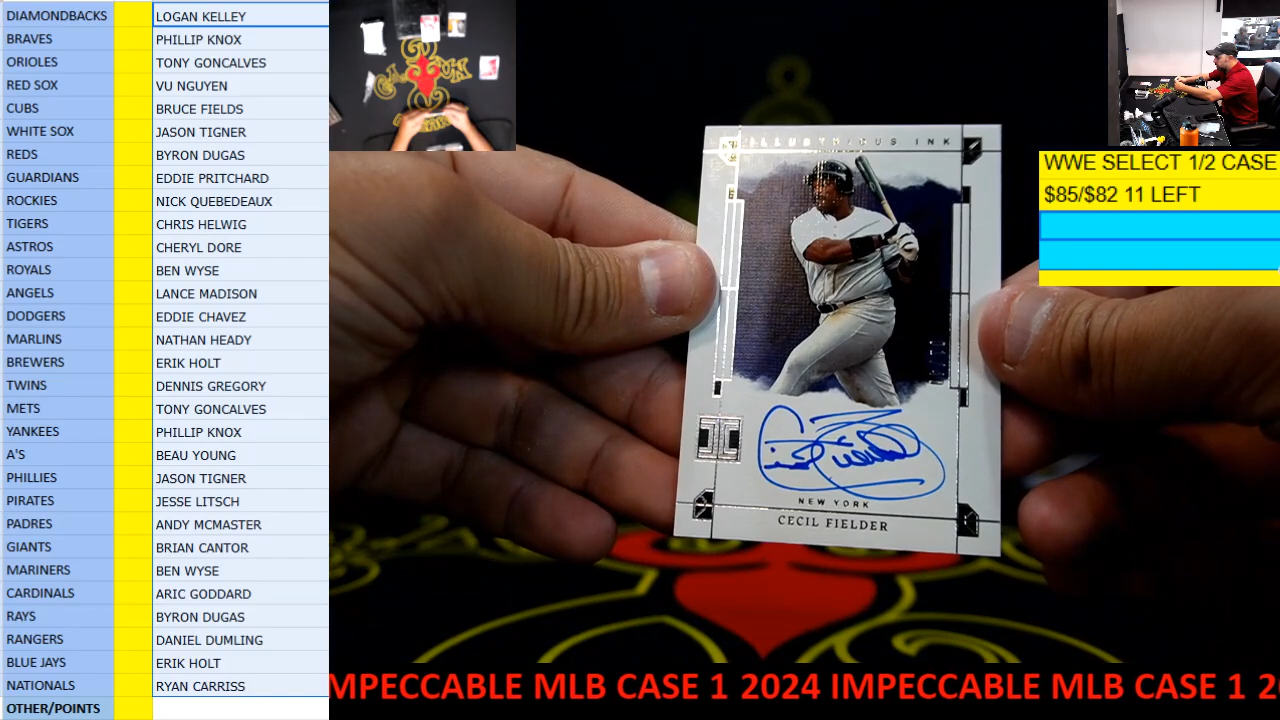 DIAMONDBACKS LOGAN KELLEY
BRAVES PHILLIP KNOX
ORIOLES TONY GONCALVES
RED SOX VU NGUYEN
CUBS BRUCE FIELDS
WHITE SOX JASON TIGNER
REDS BYRON DUGAS
GUARDIANS EDDIE PRITCHARD
ROCKIES NICK QUEBEDEAUX
TIGERS CHRIS HELWIG
ASTROS CHERYL DORE
ROYALS BEN WYSE
ANGELS LANCE MADISON
DODGERS EDDIE CHAVEZ
MARLINS NATHAN HEADY
BREWERS ERIK HOLT
TWINS DENNIS GREGORY
METS TONY GONCALVES
YANKEES PHILLIP KNOX
A'S BEAU YOUNG
PHILLIES JASON TIGNER
PIRATES JESSE LITSCH
PADRES ANDY MCMASTER
GIANTS BRIAN CANTOR
MARINERS BEN WYSE
CARDINALS ARIC GODDARD
RAYS BYRON DUGAS
RANGERS DANIEL DUMLING
BLUE JAYS ERIK HOLT
NATIONALS RYAN CARRISS
OTHER/POINTS
WWE SELECT 1/2 CASE
$85/$82 11 LEFT
INK
NEW YORK
CECIL FIELDER
MPECCABLE MLB CASE 1 2024 IMPECCABLE MLB CASE 1 2